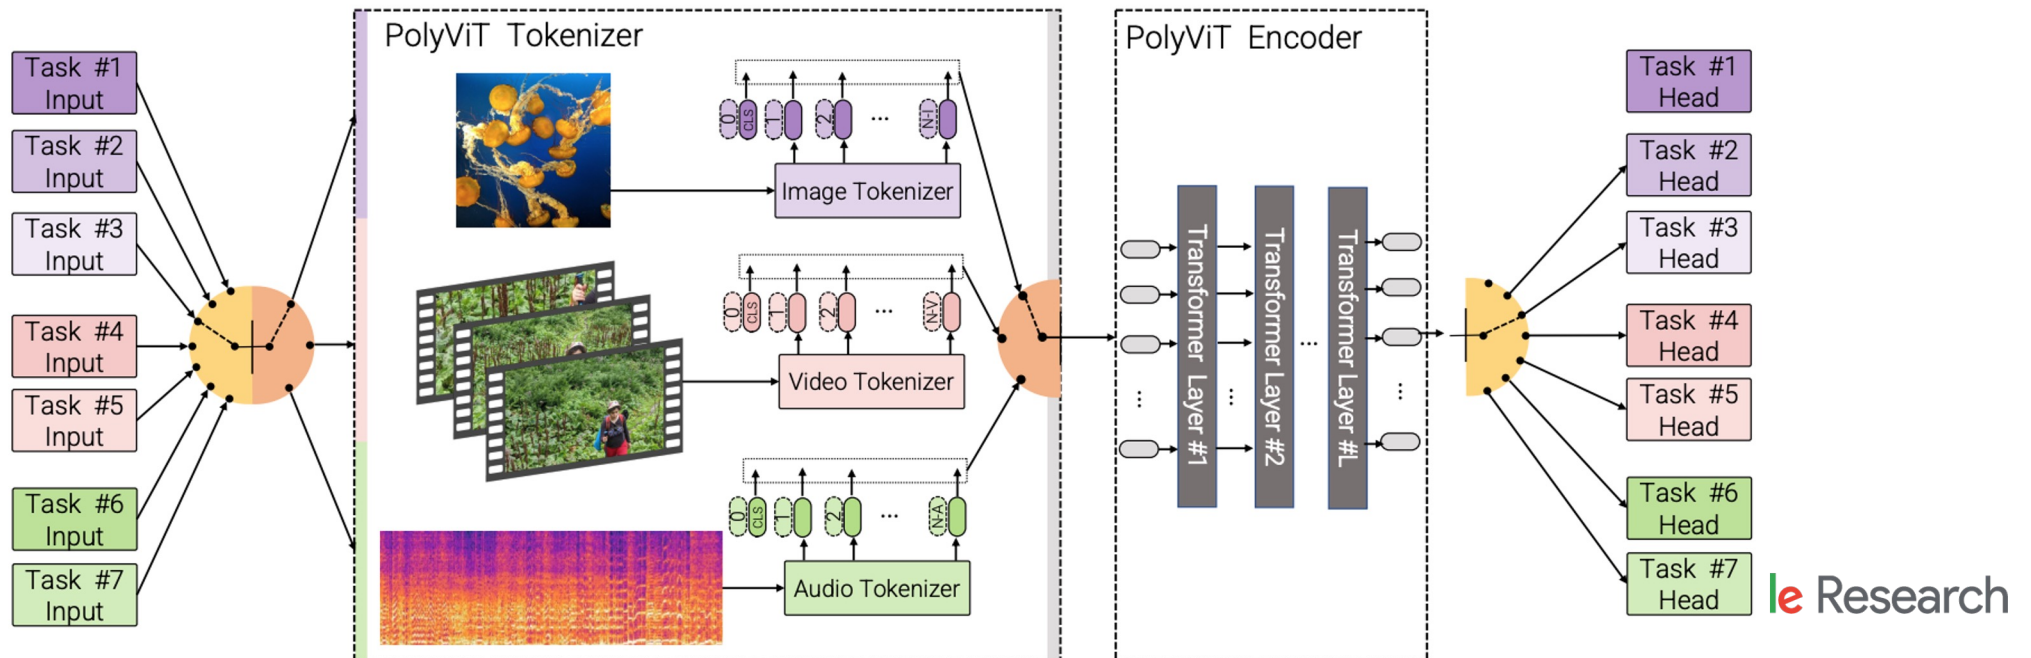 PolyViT Tokenizer
PolyViT Encoder
Task #1
Input
Task #2
Input
Task #3
Input
Task #4
Input
Task #5
Input
Task #6
Input
Task #7
Input
0
CLS
1
2
...
N-I
Image Tokenizer
0
CLS
1
2
...
N-V
Video Tokenizer
0
CLS
1
2
...
N-A
Audio Tokenizer
Transformer Layer #1
Transformer Layer #2
...
Transformer Layer #L
Task #1
Head
Task #2
Head
Task #3
Head
Task #4
Head
Task #5
Head
Task #6
Head
Task #7
Head
le Research